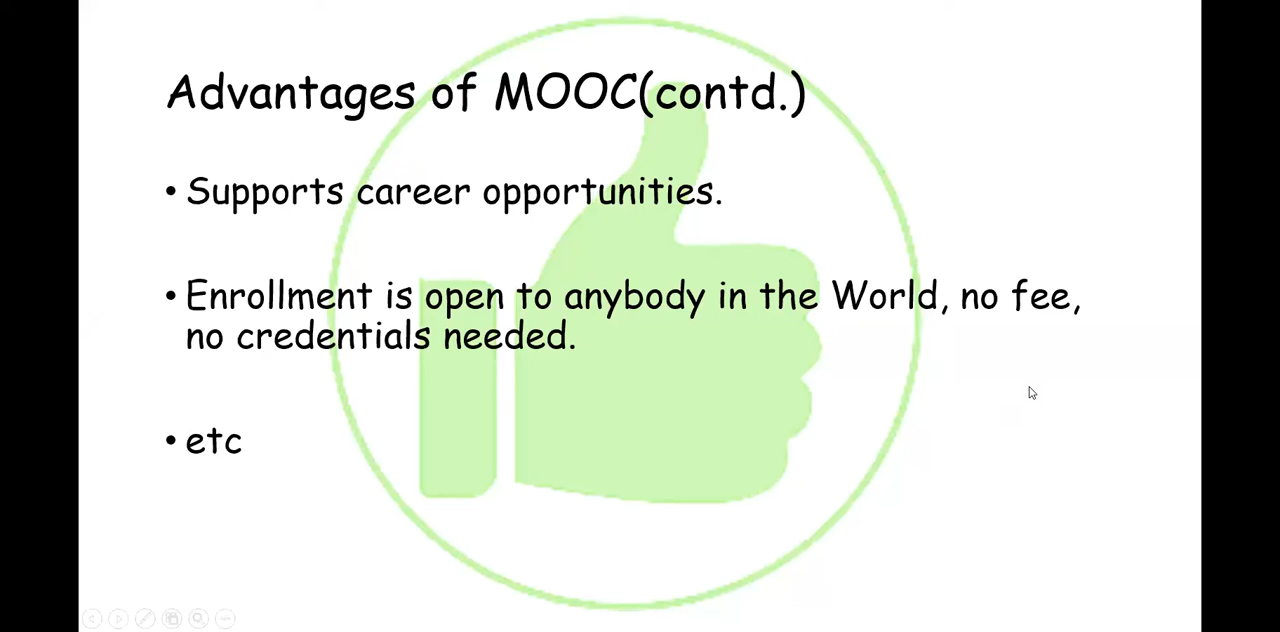 Advantages of MOOC(contd.)
• Supports career opportunities.
• Enrollment is open to anybody in the World, no fee,
no credentials needed.
• etc